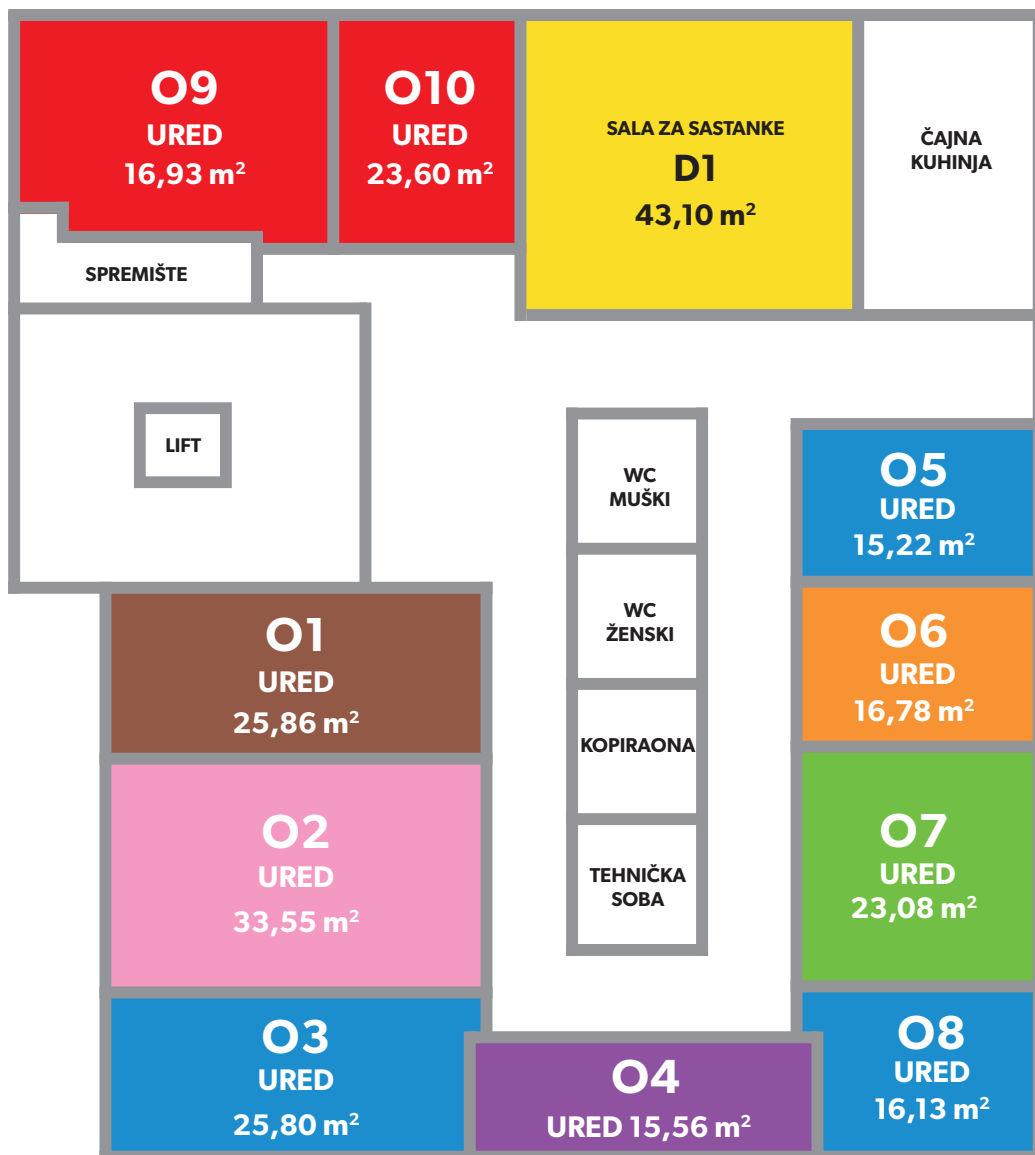 O9
URED
16,93 m²
O10
URED
23,60 m²
SALA ZA SASTANKE
D1
43,10 m²
ČAJNA
KUHINJA
SPREMIŠTE
LIFT
WC
MUŠKI
O5
URED
15,22 m²
WC
ŽENSKI
O1
URED
25,86 m²
O6
URED
16,78 m²
KOPIRAONA
O2
URED
33,55 m²
O7
URED
23,08 m²
TEHNIČKA
SOBA
O3
URED
25,80 m²
O4
URED 15,56 m²
O8
URED
16,13 m²